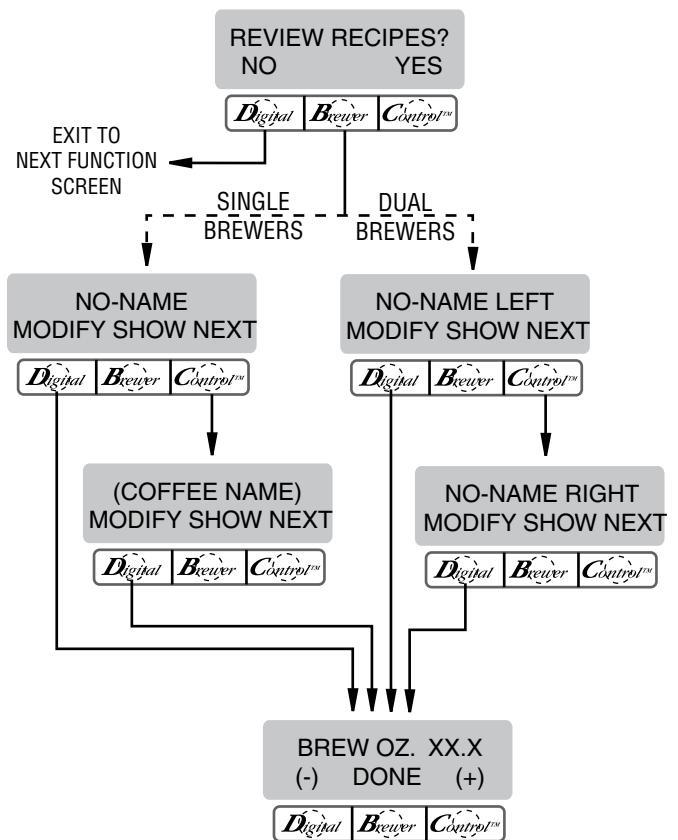 REVIEW RECIPES?
NO YES
Digital Brewer Control™
EXIT TO
NEXT FUNCTION
SCREEN
SINGLE
BREWERS
DUAL
BREWERS
NO-NAME
MODIFY SHOW NEXT
Digital Brewer Control™
NO-NAME LEFT
MODIFY SHOW NEXT
Digital Brewer Control™
(COFFEE NAME)
MODIFY SHOW NEXT
Digital Brewer Control™
NO-NAME RIGHT
MODIFY SHOW NEXT
Digital Brewer Control™
BREW OZ. XX.X
(-) DONE (+)
Digital Brewer Control™